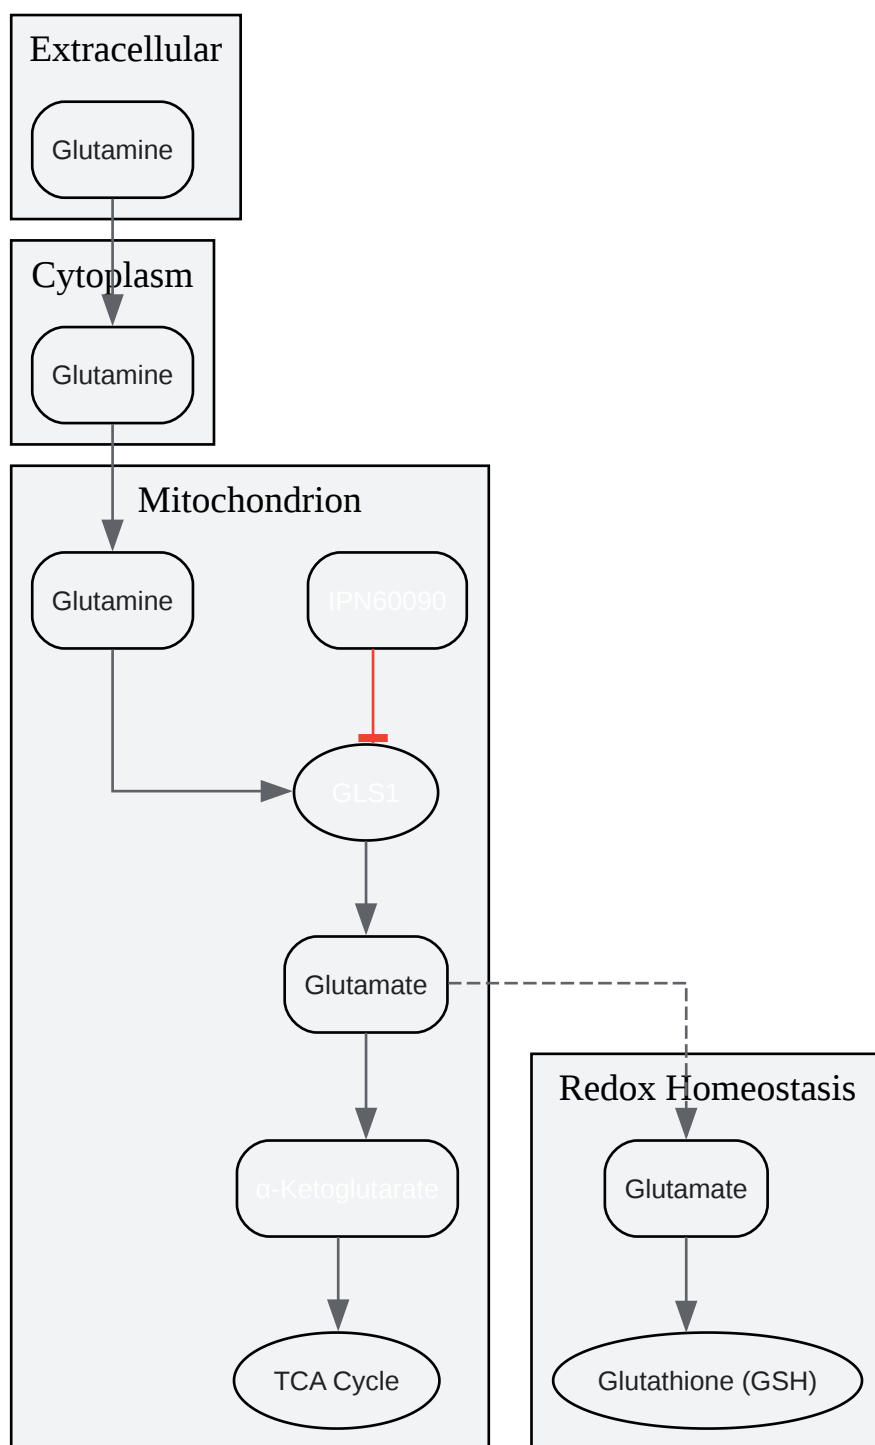 Extracellular
Glutamine
Cytoplasm
Glutamine
Mitochondrion
Glutamine
IPN60090
GLS1
Glutamate
Redox Homeostasis
α-Ketoglutarate
Glutamate
TCA Cycle
Glutathione (GSH)